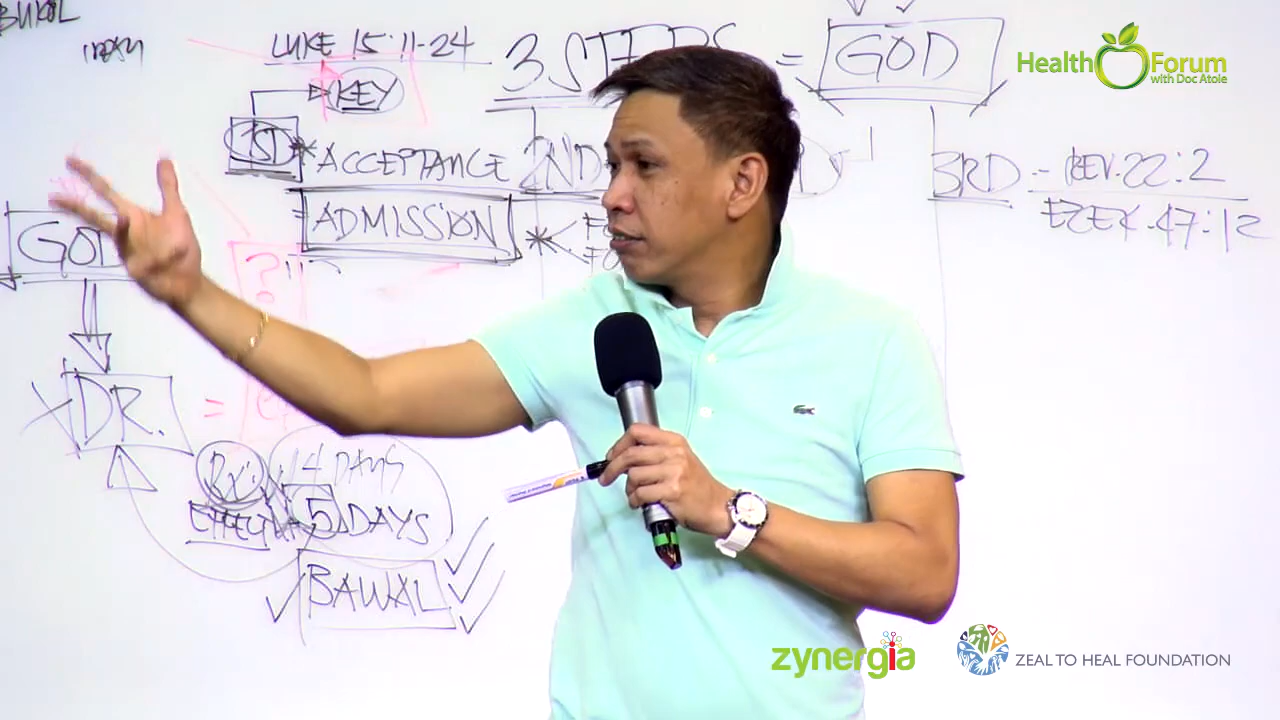 BUKOL
LUKE 15:11-24
3 STEPS = GOD
KEY
1ST * ACCEPTANCE
2ND
3RD - REV. 22:2
EZEK. 47:12
= ADMISSION
GOD
?
DR. =
Rx: 14 DAYS
5 DAYS
BAWAL
Health Forum
with Doc Atole
zynergia
ZEAL TO HEAL FOUNDATION